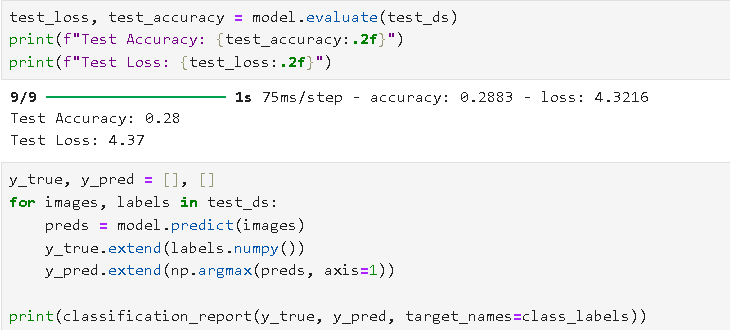 test_loss, test_accuracy = model.evaluate(test_ds)
print(f"Test Accuracy: {test_accuracy:.2f}")
print(f"Test Loss: {test_loss:.2f}")
9/9 ━━━━━━━━━━━━━━━━━━━━ 1s 75ms/step - accuracy: 0.2883 - loss: 4.3216
Test Accuracy: 0.28
Test Loss: 4.37
y_true, y_pred = [], []
for images, labels in test_ds:
    preds = model.predict(images)
    y_true.extend(labels.numpy())
    y_pred.extend(np.argmax(preds, axis=1))
print(classification_report(y_true, y_pred, target_names=class_labels))